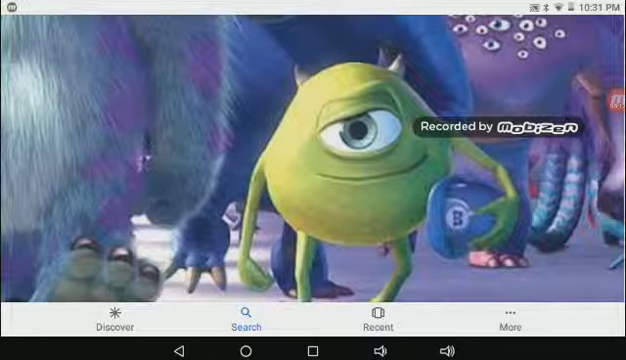 10:31 PM
Recorded by Mobizen
Discover
Search
Recent
More